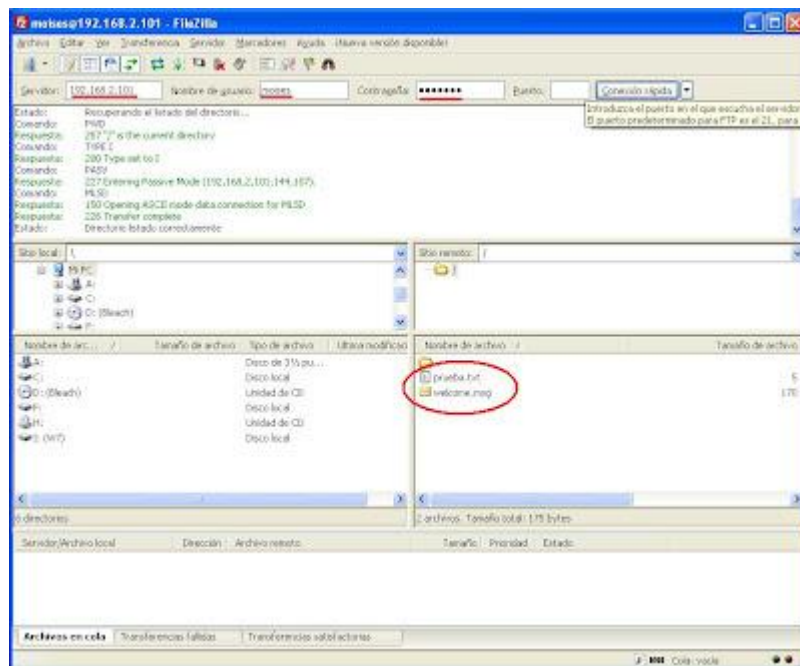 moises@192.168.2.101 - FileZilla
Archivo Editar Ver Transferencia Servidor Marcadores Ayuda ¡Nueva versión disponible!
Servidor: 192.168.2.101 Nombre de usuario: moises Contraseña: ●●●●●●● Puerto: Conexión rápida
Introduzca el puerto en el que escucha el servidor
El puerto predeterminado para FTP es el 21, para
Estado: Recuperando el listado del directorio...
Comando: PWD
Respuesta: 257 "/" is the current directory
Comando: TYPE I
Respuesta: 200 Type set to I
Comando: PASV
Respuesta: 227 Entering Passive Mode (192,168,2,101,144,107).
Comando: MLSD
Respuesta: 150 Opening ASCII mode data connection for MLSD
Respuesta: 226 Transfer complete
Estado: Directorio listado correctamente
Sitio local: \
Mi PC
A:
C:
D: (Bleach)
F:
Sitio remoto: /
/
Nombre de arc... / Tamaño de archivo Tipo de archivo Última modificac
A: Disco de 3½ pu...
C: Disco local
D: (Bleach) Unidad de CD
F: Disco local
H: Unidad de CD
Disco local
6 directorios
Nombre de archivo / Tamaño de archivo
..
prueba.txt 5
welcome.msg 170
2 archivos. Tamaño total: 175 bytes
Servidor/Archivo local Dirección Archivo remoto Tamaño Prioridad Estado
Archivos en cola Transferencias fallidas Transferencias satisfactorias
Cola: vacía